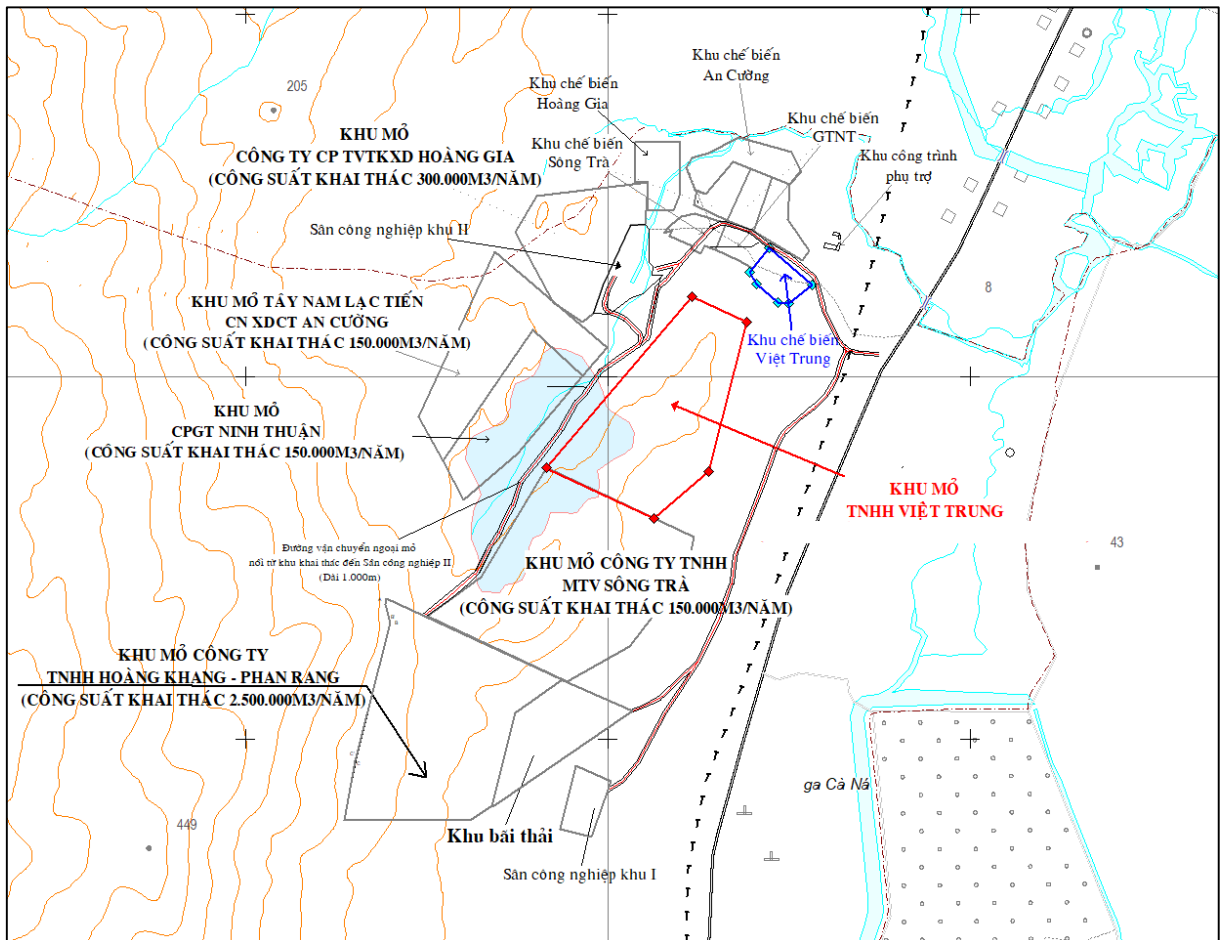 Khu chế biến
An Cường
Khu chế biến
Hoàng Gia
205
Khu chế biến
GTNT
KHU MỎ
CÔNG TY CP TVTKXD HOÀNG GIA
(CÔNG SUẤT KHAI THÁC 300.000M3/NĂM)
Khu chế biến
Sông Trà
Khu công trình
phụ trợ
Sân công nghiệp khu II
8
KHU MỎ TÂY NAM LẠC TIẾN
CN XDCT AN CƯỜNG
(CÔNG SUẤT KHAI THÁC 150.000M3/NĂM)
Khu chế biến
Việt Trung
KHU MỎ
CPGT NINH THUẬN
(CÔNG SUẤT KHAI THÁC 150.000M3/NĂM)
KHU MỎ
TNHH VIỆT TRUNG
Đường vận chuyển ngoại mỏ
nối từ khu khai thác đến Sân công nghiệp II
(Dài 1.000m)
43
KHU MỎ CÔNG TY TNHH
MTV SÔNG TRÀ
(CÔNG SUẤT KHAI THÁC 150.000M3/NĂM)
KHU MỎ CÔNG TY
TNHH HOÀNG KHANG - PHAN RANG
(CÔNG SUẤT KHAI THÁC 2.500.000M3/NĂM)
ga Cà Ná
449
Khu bãi thải
Sân công nghiệp khu I